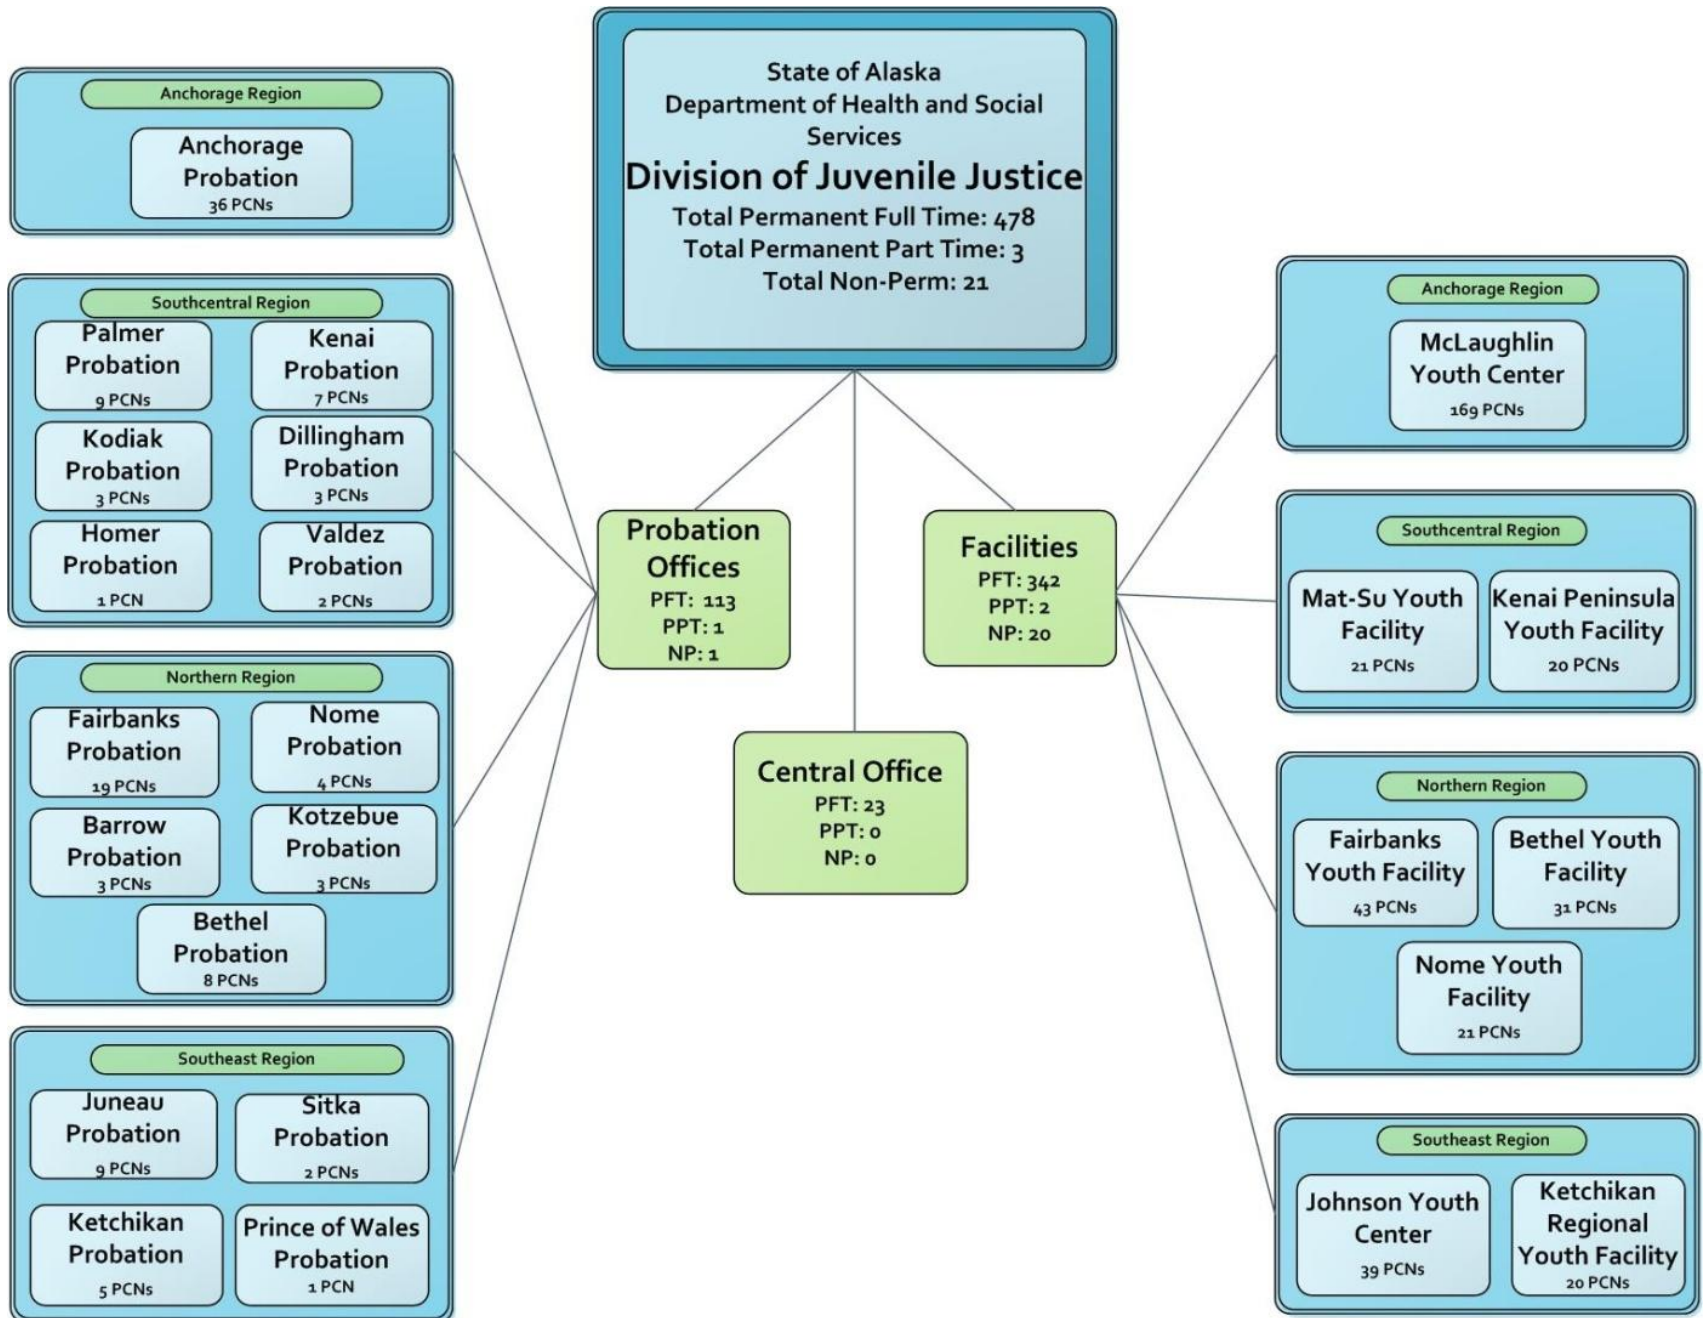 State of Alaska
Department of Health and Social
Services
Division of Juvenile Justice
Total Permanent Full Time: 478
Total Permanent Part Time: 3
Total Non-Perm: 21
Anchorage Region
Anchorage
Probation
36 PCNs
Southcentral Region
Palmer
Probation
9 PCNs
Kenai
Probation
7 PCNs
Kodiak
Probation
3 PCNs
Dillingham
Probation
3 PCNs
Homer
Probation
1 PCN
Valdez
Probation
2 PCNs
Northern Region
Fairbanks
Probation
19 PCNs
Nome
Probation
4 PCNs
Barrow
Probation
3 PCNs
Kotzebue
Probation
3 PCNs
Bethel
Probation
8 PCNs
Southeast Region
Juneau
Probation
9 PCNs
Sitka
Probation
2 PCNs
Ketchikan
Probation
5 PCNs
Prince of Wales
Probation
1 PCN
Probation
Offices
PFT: 113
PPT: 1
NP: 1
Central Office
PFT: 23
PPT: 0
NP: 0
Facilities
PFT: 342
PPT: 2
NP: 20
Anchorage Region
McLaughlin
Youth Center
169 PCNs
Southcentral Region
Mat-Su Youth
Facility
21 PCNs
Kenai Peninsula
Youth Facility
20 PCNs
Northern Region
Fairbanks
Youth Facility
43 PCNs
Bethel Youth
Facility
31 PCNs
Nome Youth
Facility
21 PCNs
Southeast Region
Johnson Youth
Center
39 PCNs
Ketchikan
Regional
Youth Facility
20 PCNs